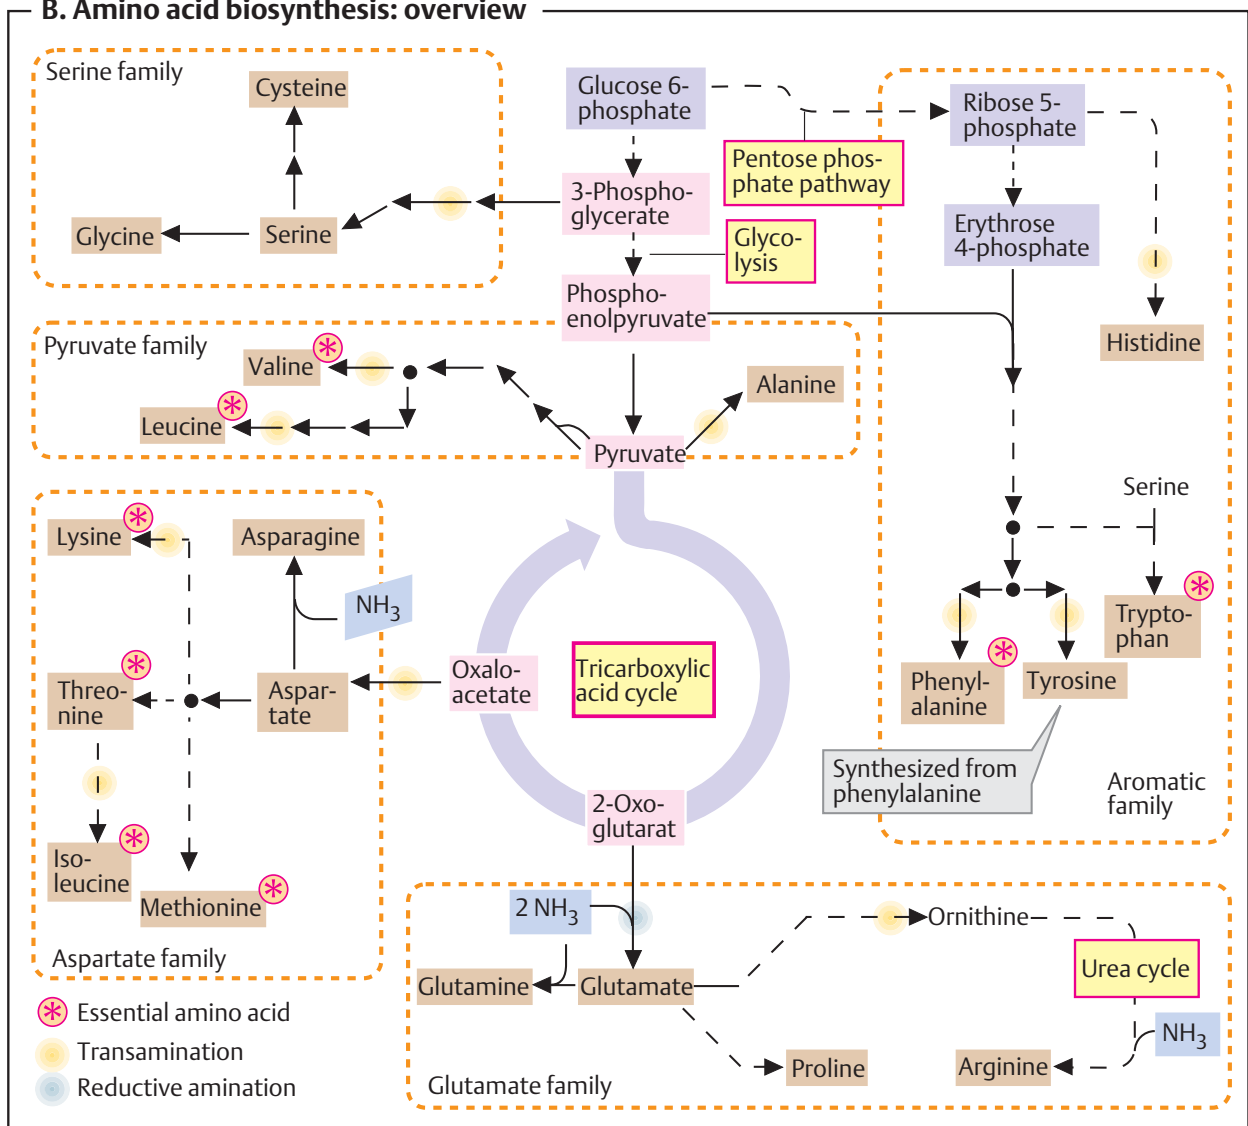 B. Amino acid biosynthesis: overview
Serine family
Cysteine
Glycine
Serine
Glucose 6-
phosphate
3-Phospho-
glycerate
Phospho-
enolpyruvate
Pentose phos-
phate pathway
Glyco-
lysis
Ribose 5-
phosphate
Erythrose
4-phosphate
Histidine
Pyruvate family
Valine
*
Leucine
*
Alanine
Pyruvate
Serine
Trypto-
phan
*
Phenyl-
alanine
*
Tyrosine
Synthesized from
phenylalanine
Aromatic
family
Lysine
*
Asparagine
NH3
Threo-
nine
*
Aspar-
tate
Iso-
leucine
*
Methionine
*
Aspartate family
Oxalo-
acetate
Tricarboxylic
acid cycle
2-Oxo-
glutarat
2 NH3
Glutamine
Glutamate
Ornithine
Urea cycle
NH3
Proline
Arginine
Glutamate family
* Essential amino acid
Transamination
Reductive amination